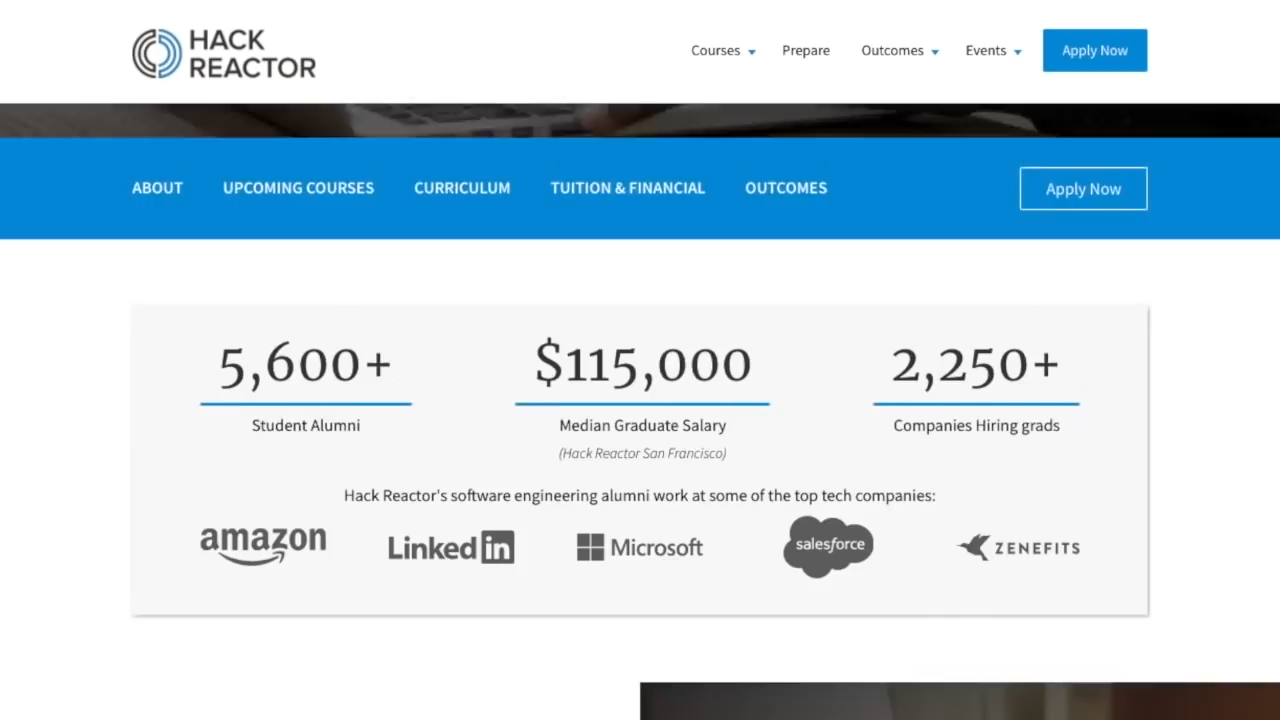 HACK
REACTOR
Courses Prepare Outcomes Events Apply Now
ABOUT UPCOMING COURSES CURRICULUM TUITION & FINANCIAL OUTCOMES Apply Now
5,600+ $115,000 2,250+
Student Alumni Median Graduate Salary Companies Hiring grads
(Hack Reactor San Francisco)
Hack Reactor's software engineering alumni work at some of the top tech companies:
amazon Linked in Microsoft salesforce ZENEFITS